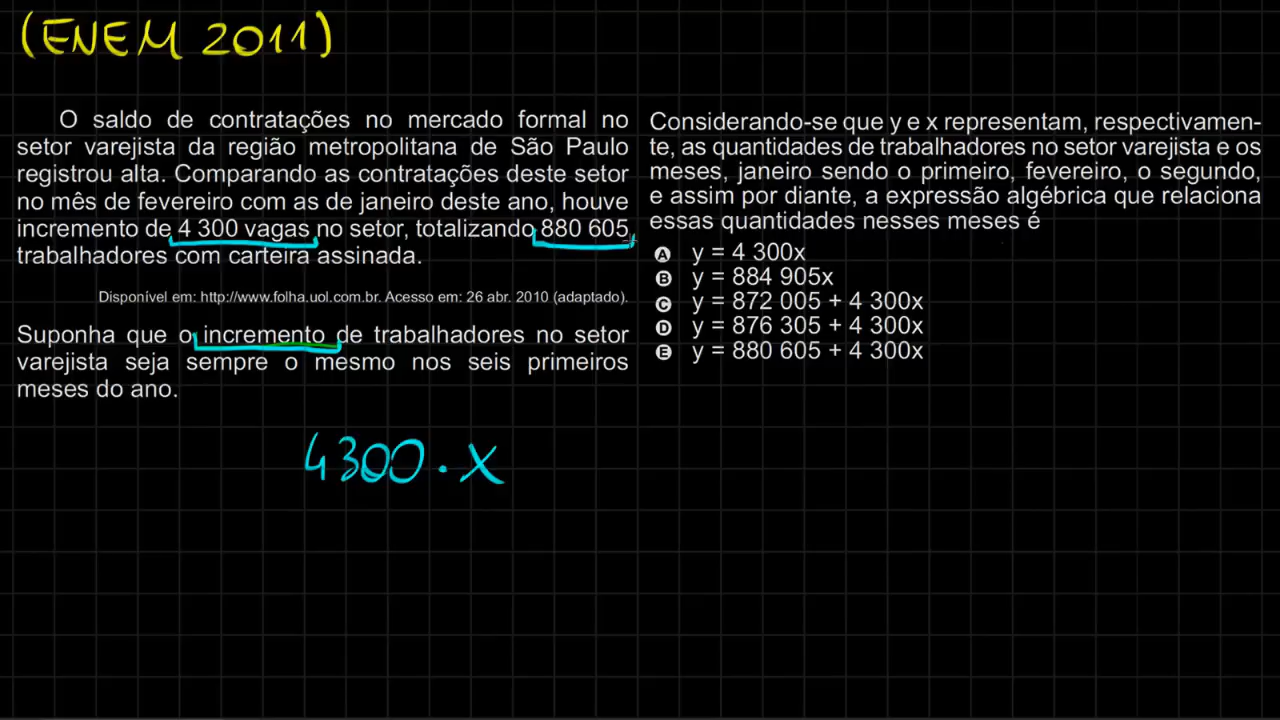 (ENEM 2011)
O saldo de contratações no mercado formal no
setor varejista da região metropolitana de São Paulo
registrou alta. Comparando as contratações deste setor
no mês de fevereiro com as de janeiro deste ano, houve
incremento de 4 300 vagas no setor, totalizando 880 605
trabalhadores com carteira assinada.
Disponível em: http://www.folha.uol.com.br. Acesso em: 26 abr. 2010 (adaptado).
Suponha que o incremento de trabalhadores no setor
varejista seja sempre o mesmo nos seis primeiros
meses do ano.
4300 · x
Considerando-se que y e x representam, respectivamen-
te, as quantidades de trabalhadores no setor varejista e os
meses, janeiro sendo o primeiro, fevereiro, o segundo,
e assim por diante, a expressão algébrica que relaciona
essas quantidades nesses meses é
A y = 4 300x
B y = 884 905x
C y = 872 005 + 4 300x
D y = 876 305 + 4 300x
E y = 880 605 + 4 300x